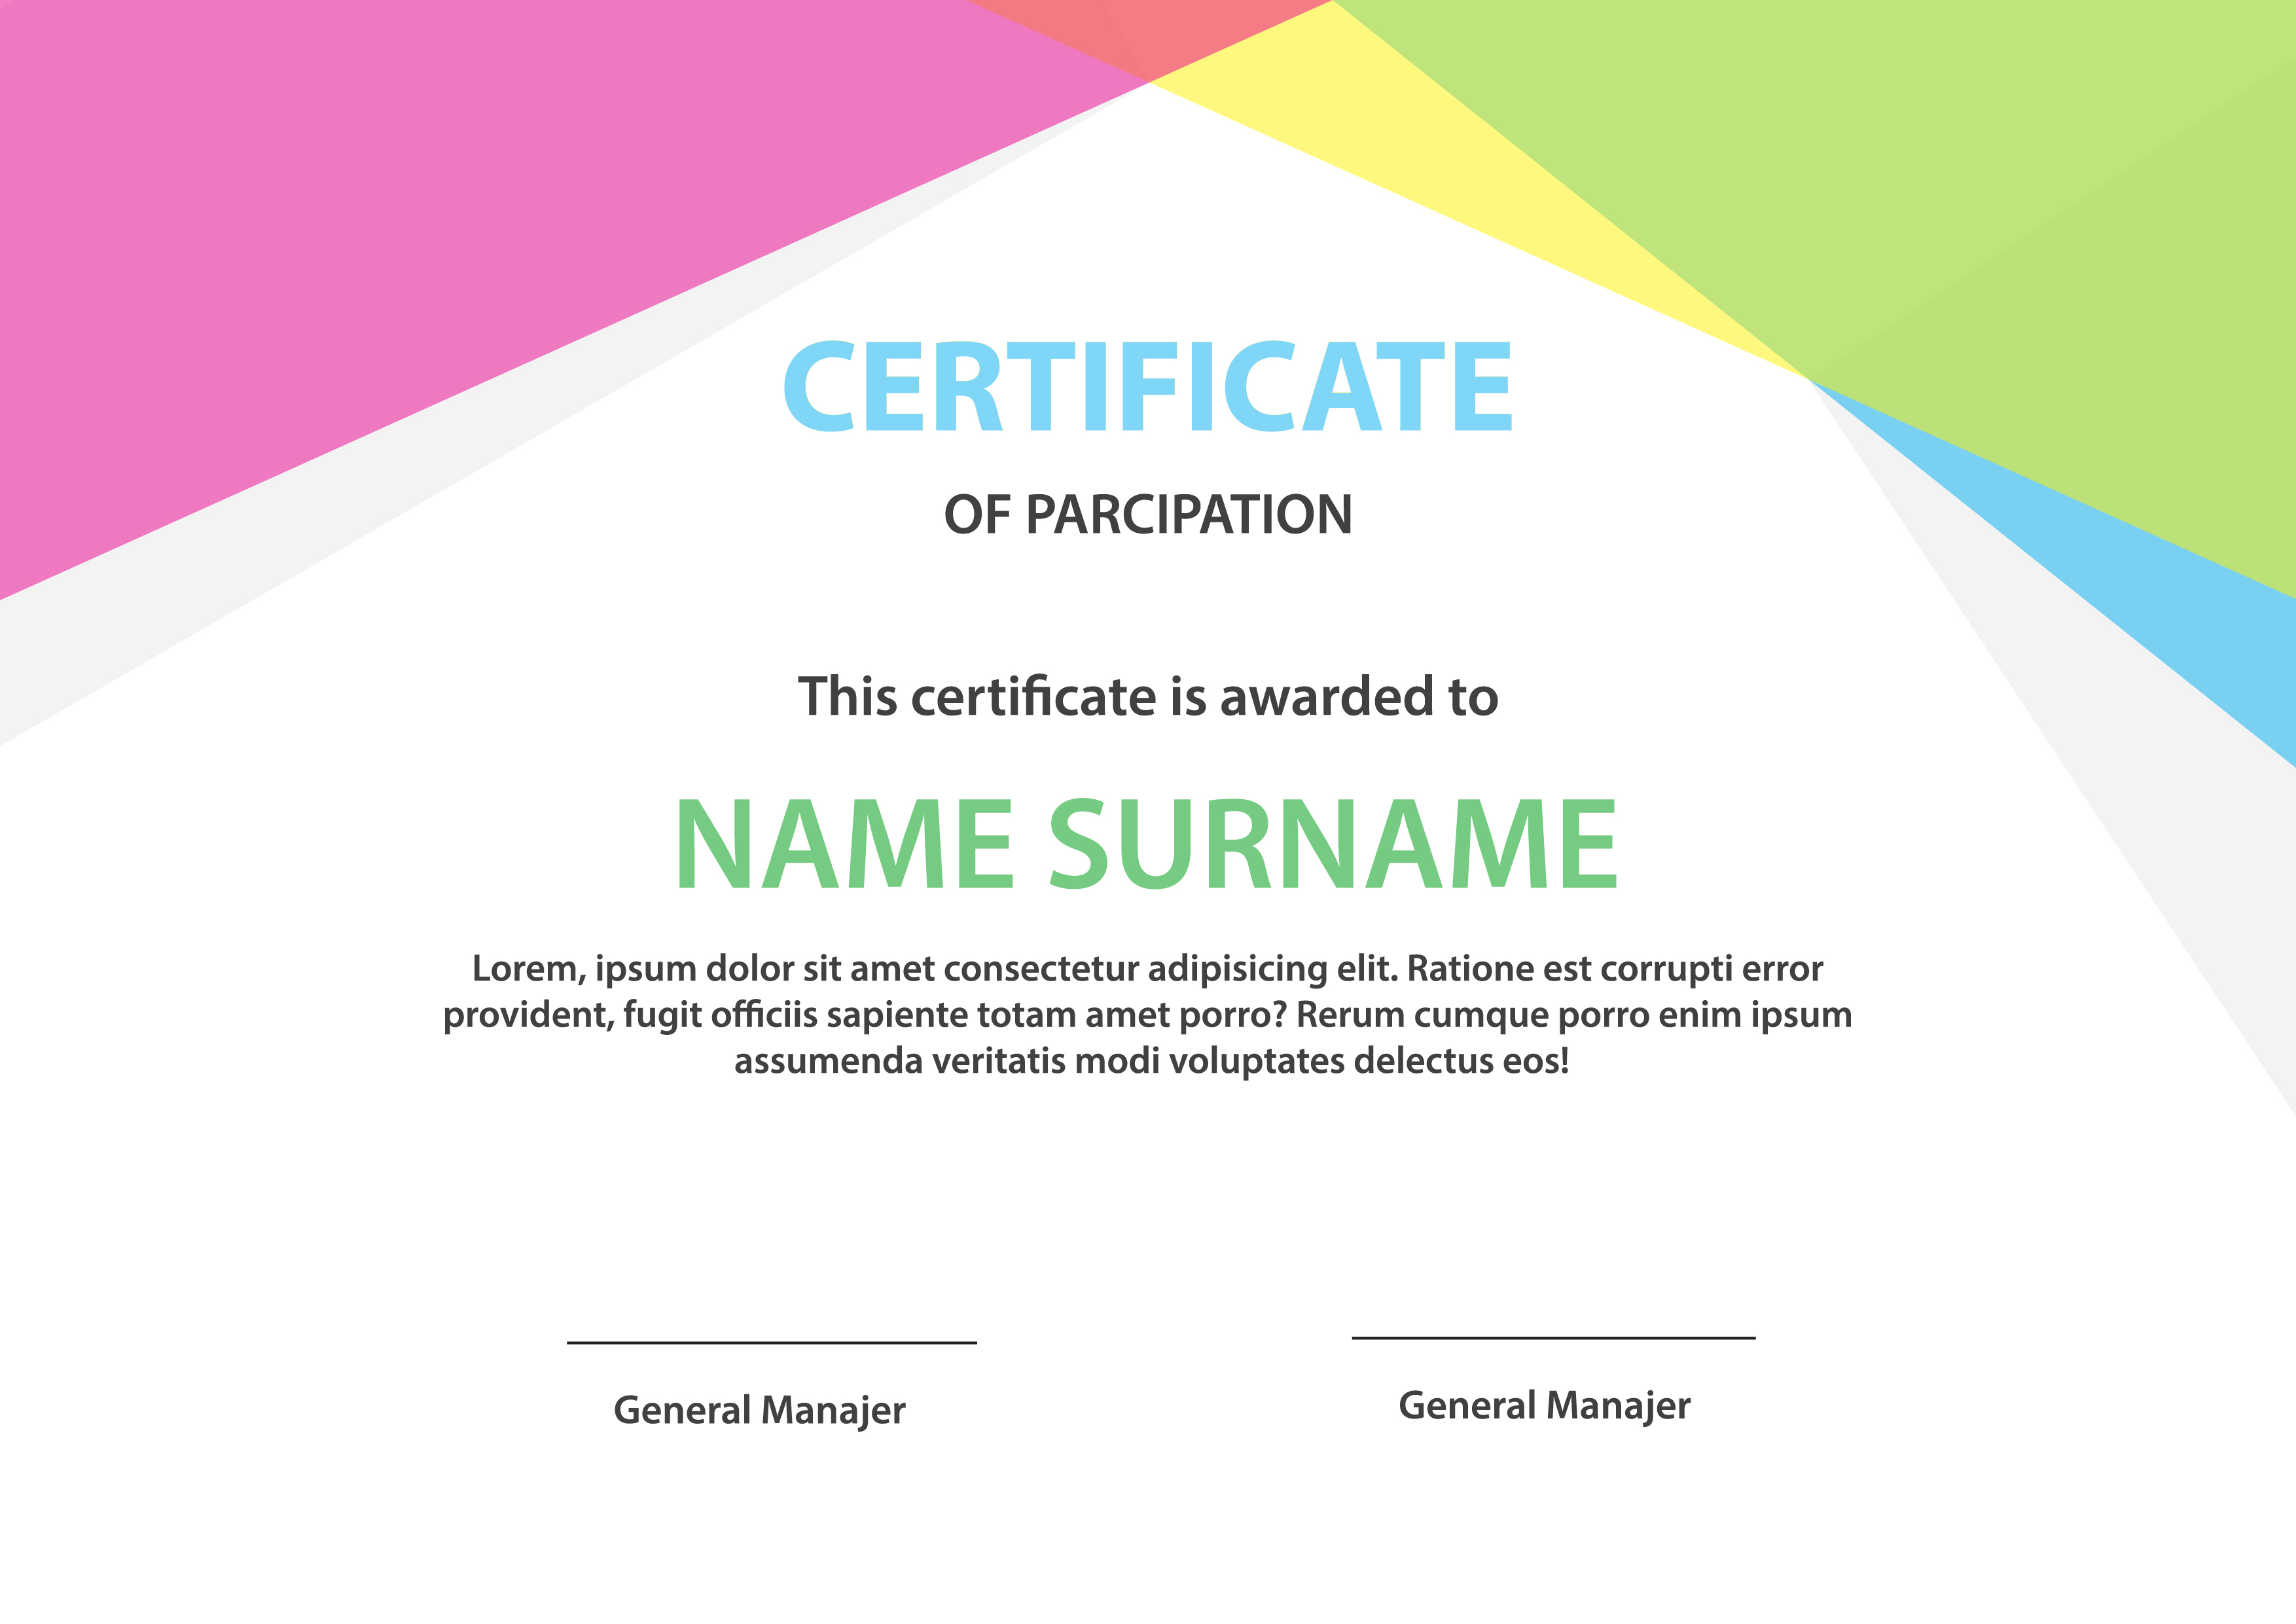 CERTIFICATE
OF PARCIPATION
This certificate is awarded to
NAME SURNAME
Lorem, ipsum dolor sit amet consectetur adipisicing elit. Ratione est corrupti error
provident, fugit officiis sapiente totam amet porro? Rerum cumque porro enim ipsum
assumenda veritatis modi voluptates delectus eos!
General Manajer
General Manajer